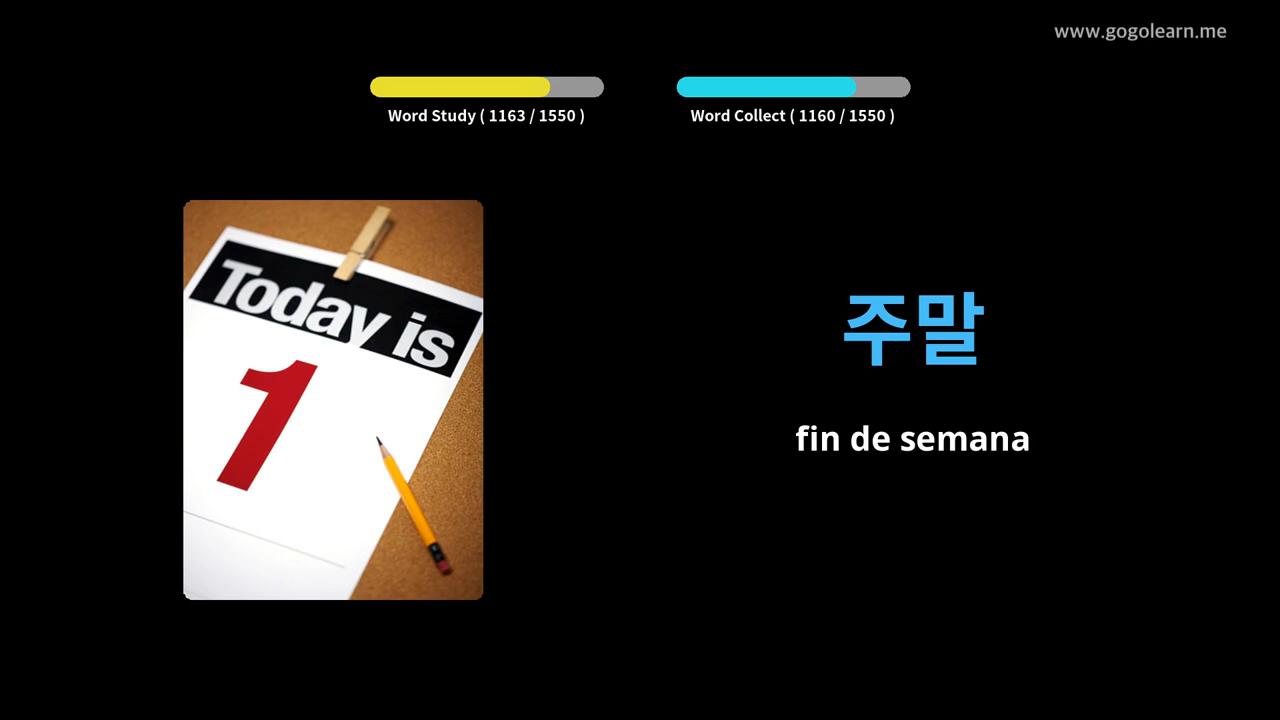 www.gogolearn.me
Word Study ( 1163 / 1550 )
Word Collect ( 1160 / 1550 )
Today is
1
주말
fin de semana